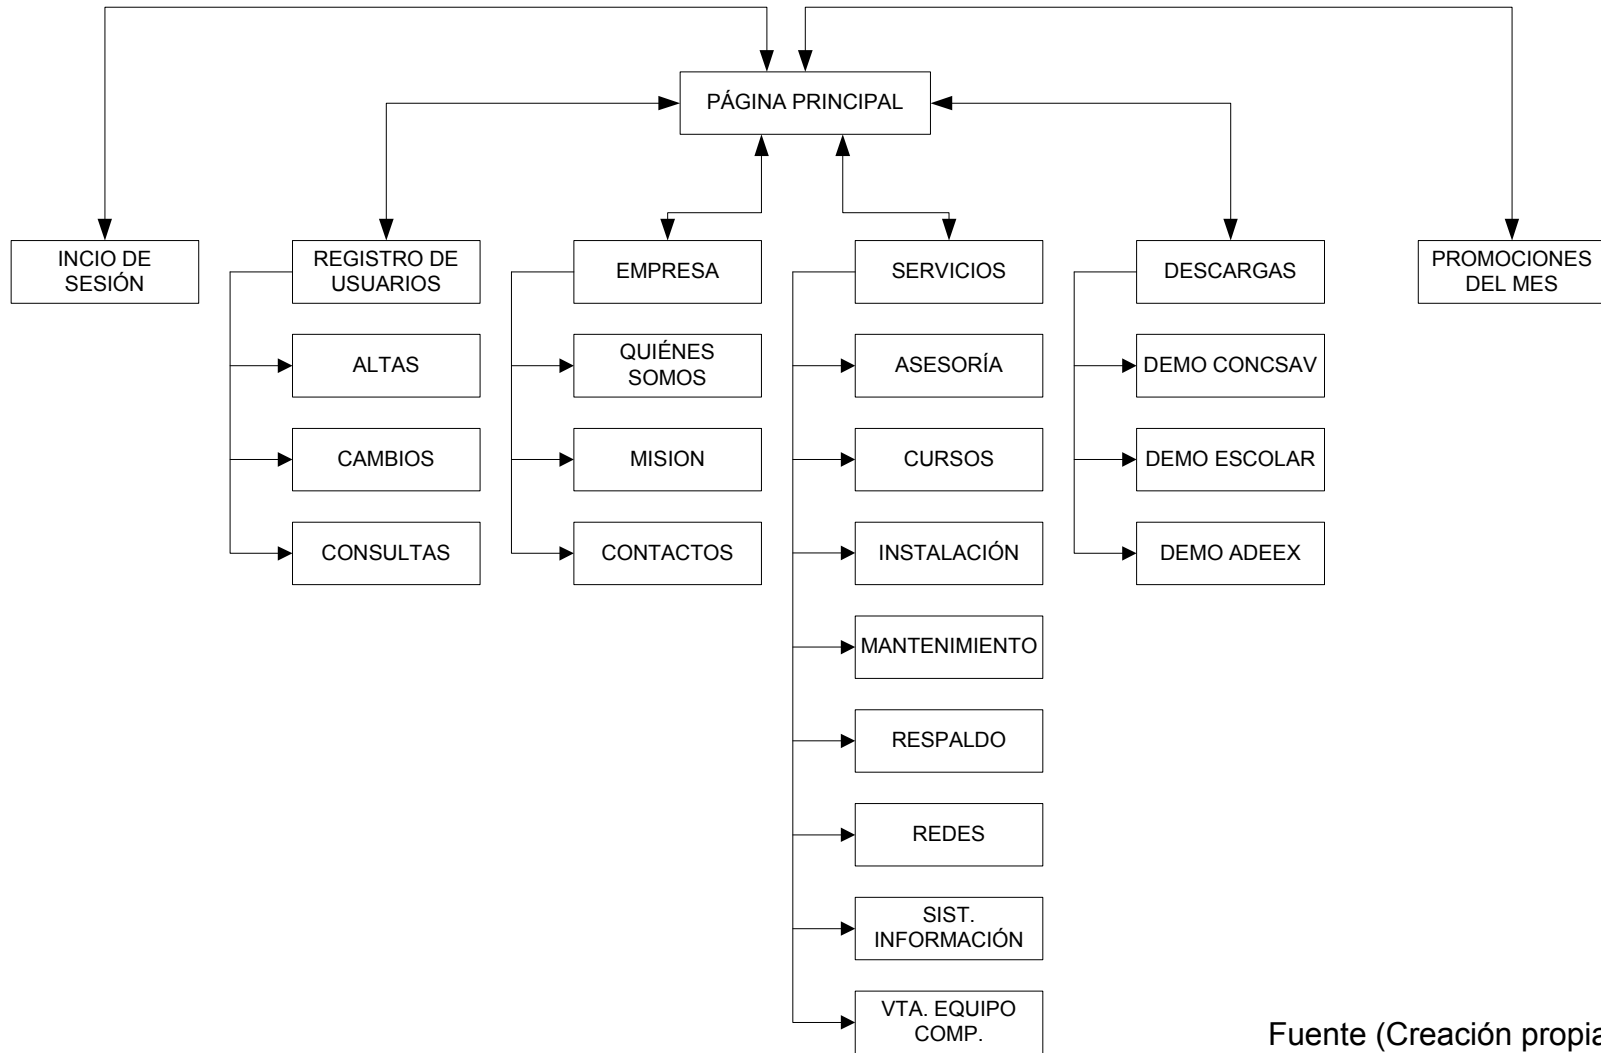 PÁGINA PRINCIPAL
INCIO DE
SESIÓN
REGISTRO DE
USUARIOS
EMPRESA
SERVICIOS
DESCARGAS
PROMOCIONES
DEL MES
ALTAS
QUIÉNES
SOMOS
ASESORÍA
DEMO CONCSAV
CAMBIOS
MISION
CURSOS
DEMO ESCOLAR
CONSULTAS
CONTACTOS
INSTALACIÓN
DEMO ADEEX
MANTENIMIENTO
RESPALDO
REDES
SIST.
INFORMACIÓN
VTA. EQUIPO
COMP.
Fuente (Creación propia